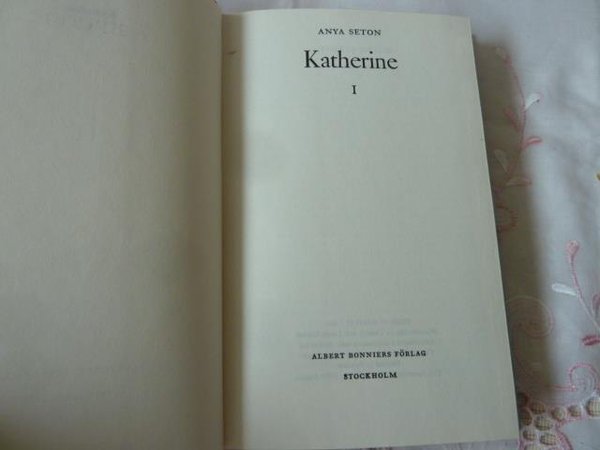 ANYA SETON
Katherine
I
ALBERT BONNIERS FÖRLAG
STOCKHOLM